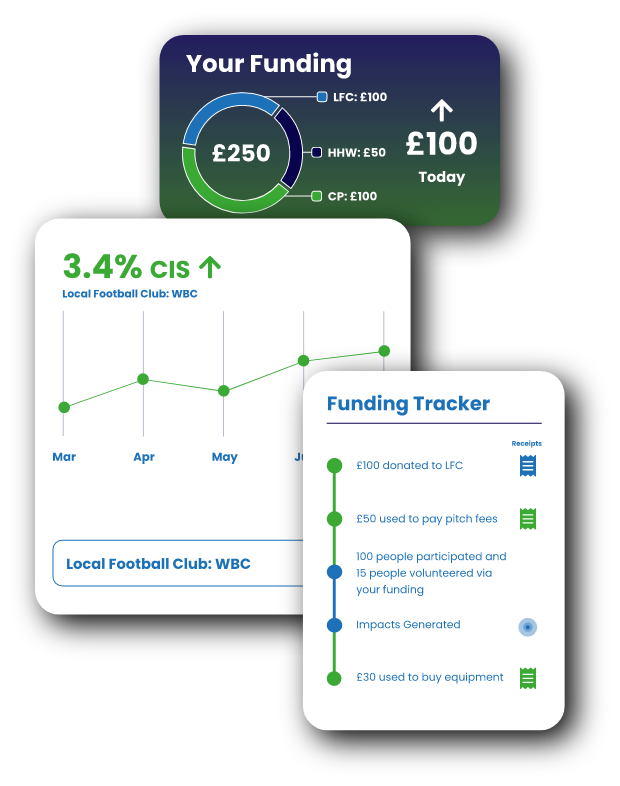 Your Funding
LFC: £100
£250
HHW: £50
CP: £100
£100
Today
3.4% CIS
Local Football Club: WBC
Mar
Apr
May
Local Football Club: WBC
Funding Tracker
Receipts
£100 donated to LFC
£50 used to pay pitch fees
100 people participated and
15 people volunteered via
your funding
Impacts Generated
£30 used to buy equipment